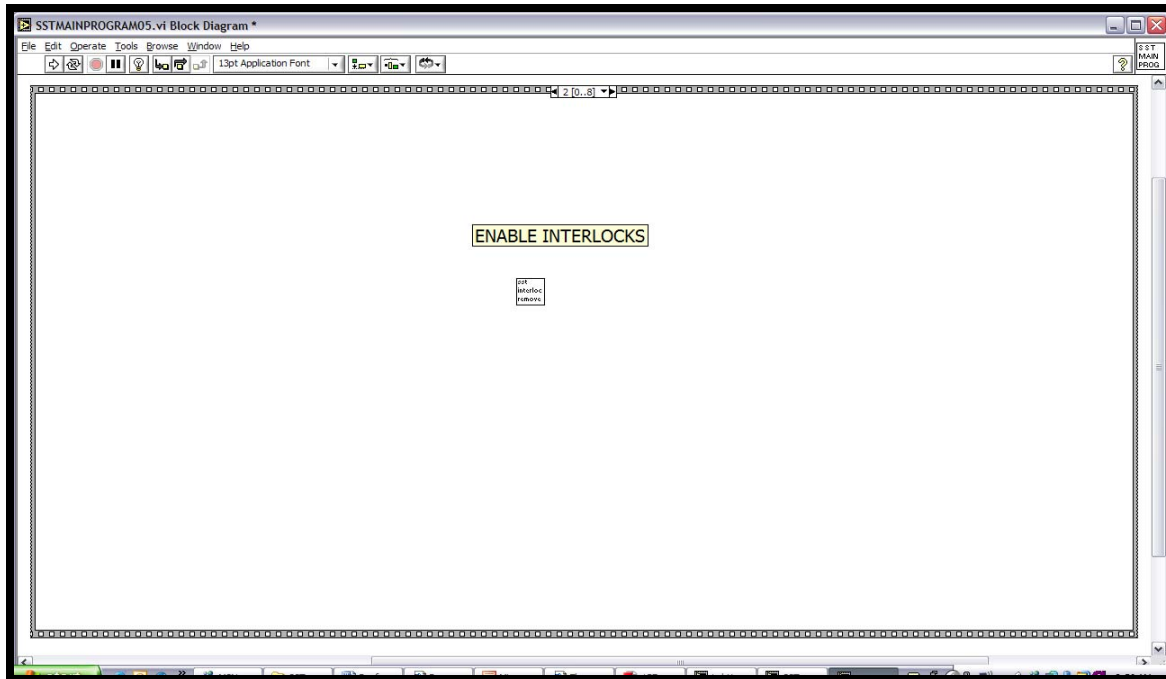 SSTMAINPROGRAM05.vi Block Diagram *
File Edit Operate Tools Browse Window Help
13pt Application Font
SST
MAIN
PROG
2 [0..8]
ENABLE INTERLOCKS
sst
interloc
remove